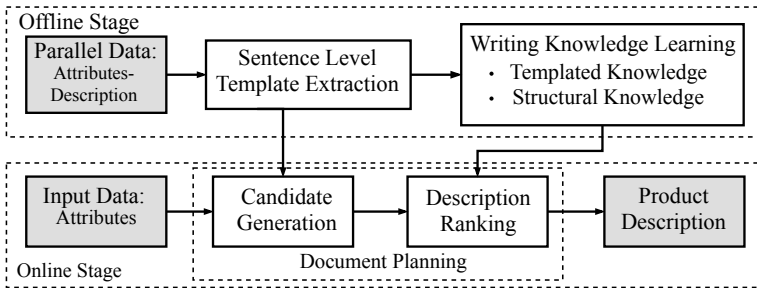 Offline Stage
Parallel Data:
Attributes-
Description
Sentence Level
Template Extraction
Writing Knowledge Learning
• Templated Knowledge
• Structural Knowledge
Input Data:
Attributes
Candidate
Generation
Description
Ranking
Product
Description
Document Planning
Online Stage